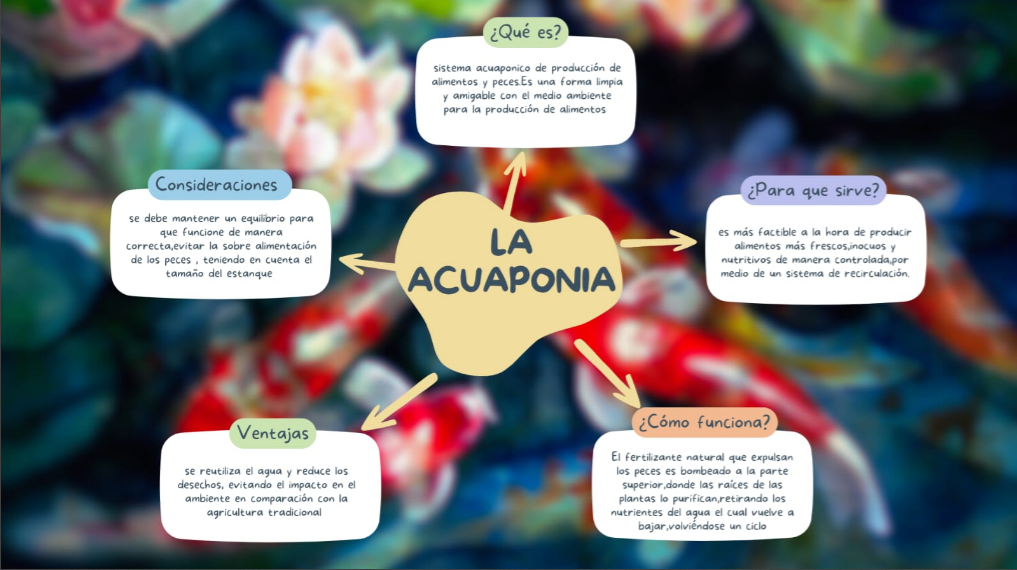 ¿Qué es?
sistema acuaponico de producción de
alimentos y peces.Es una forma limpia
y amigable con el medio ambiente
para la producción de alimentos
Consideraciones
se debe mantener un equilibrio para
que funcione de manera
correcta,evitar la sobre alimentación
de los peces , teniendo en cuenta el
tamaño del estanque
¿Para que sirve?
es más factible a la hora de producir
alimentos más frescos,inocuos y
nutritivos de manera controlada,por
medio de un sistema de recirculación.
LA
ACUAPONIA
Ventajas
se reutiliza el agua y reduce los
desechos, evitando el impacto en el
ambiente en comparación con la
agricultura tradicional
¿Cómo funciona?
El fertilizante natural que expulsan
los peces es bombeado a la parte
superior,donde las raíces de las
plantas lo purifican,retirando los
nutrientes del agua el cual vuelve a
bajar,volviéndose un ciclo